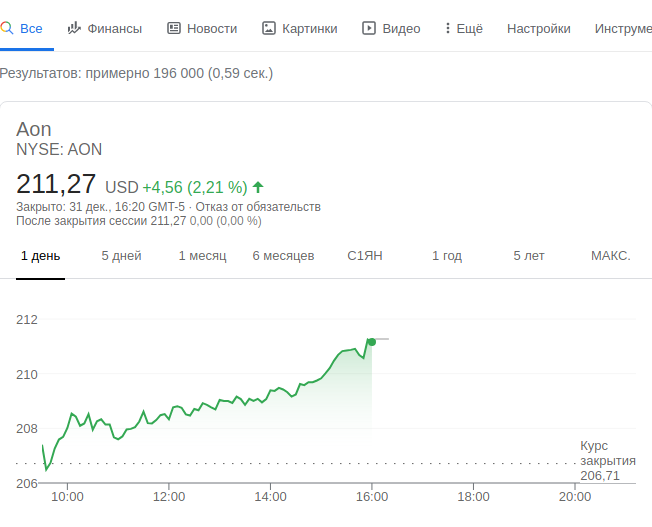 Все Финансы Новости Картинки Видео Ещё Настройки Инструме
Результатов: примерно 196 000 (0,59 сек.)
Aon
NYSE: AON
211,27 USD +4,56 (2,21 %)
Закрыто: 31 дек., 16:20 GMT-5 · Отказ от обязательств
После закрытия сессии 211,27 0,00 (0,00 %)
1 день 5 дней 1 месяц 6 месяцев С1ЯН 1 год 5 лет МАКС.
212
210
208
206
Курс
закрытия
206,71
10:00 12:00 14:00 16:00 18:00 20:00